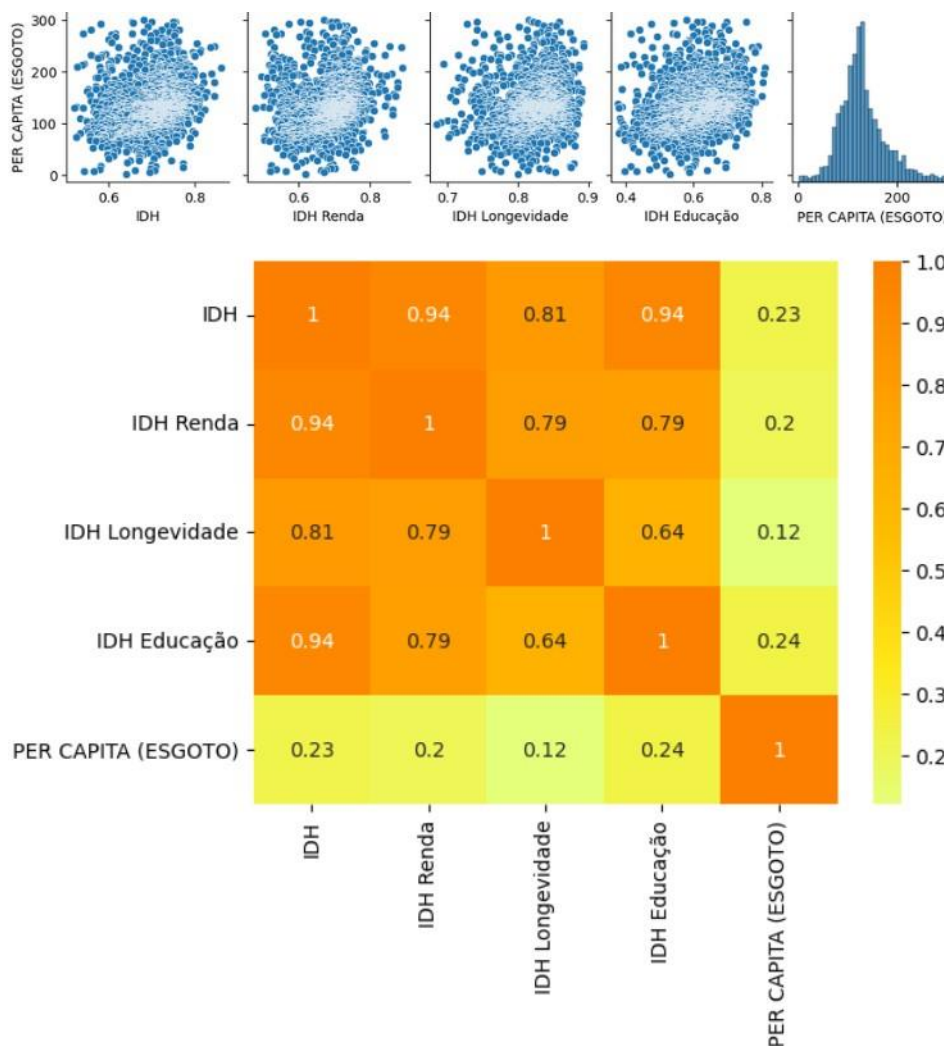 PER CAPITA (ESGOTO)
300
200
100
0
0.6 0.8
IDH
0.6 0.8
IDH Renda
0.7 0.8 0.9
IDH Longevidade
0.4 0.6 0.8
IDH Educação
0 200
PER CAPITA (ESGOTO)
IDH 1 0.94 0.81 0.94 0.23
IDH Renda 0.94 1 0.79 0.79 0.2
IDH Longevidade 0.81 0.79 1 0.64 0.12
IDH Educação 0.94 0.79 0.64 1 0.24
PER CAPITA (ESGOTO) 0.23 0.2 0.12 0.24 1
IDH
IDH Renda
IDH Longevidade
IDH Educação
PER CAPITA (ESGOTO)
1.0
0.9
0.8
0.7
0.6
0.5
0.4
0.3
0.2